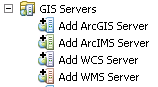 GIS Servers
Add ArcGIS Server
Add ArcIMS Server
Add WCS Server
Add WMS Server